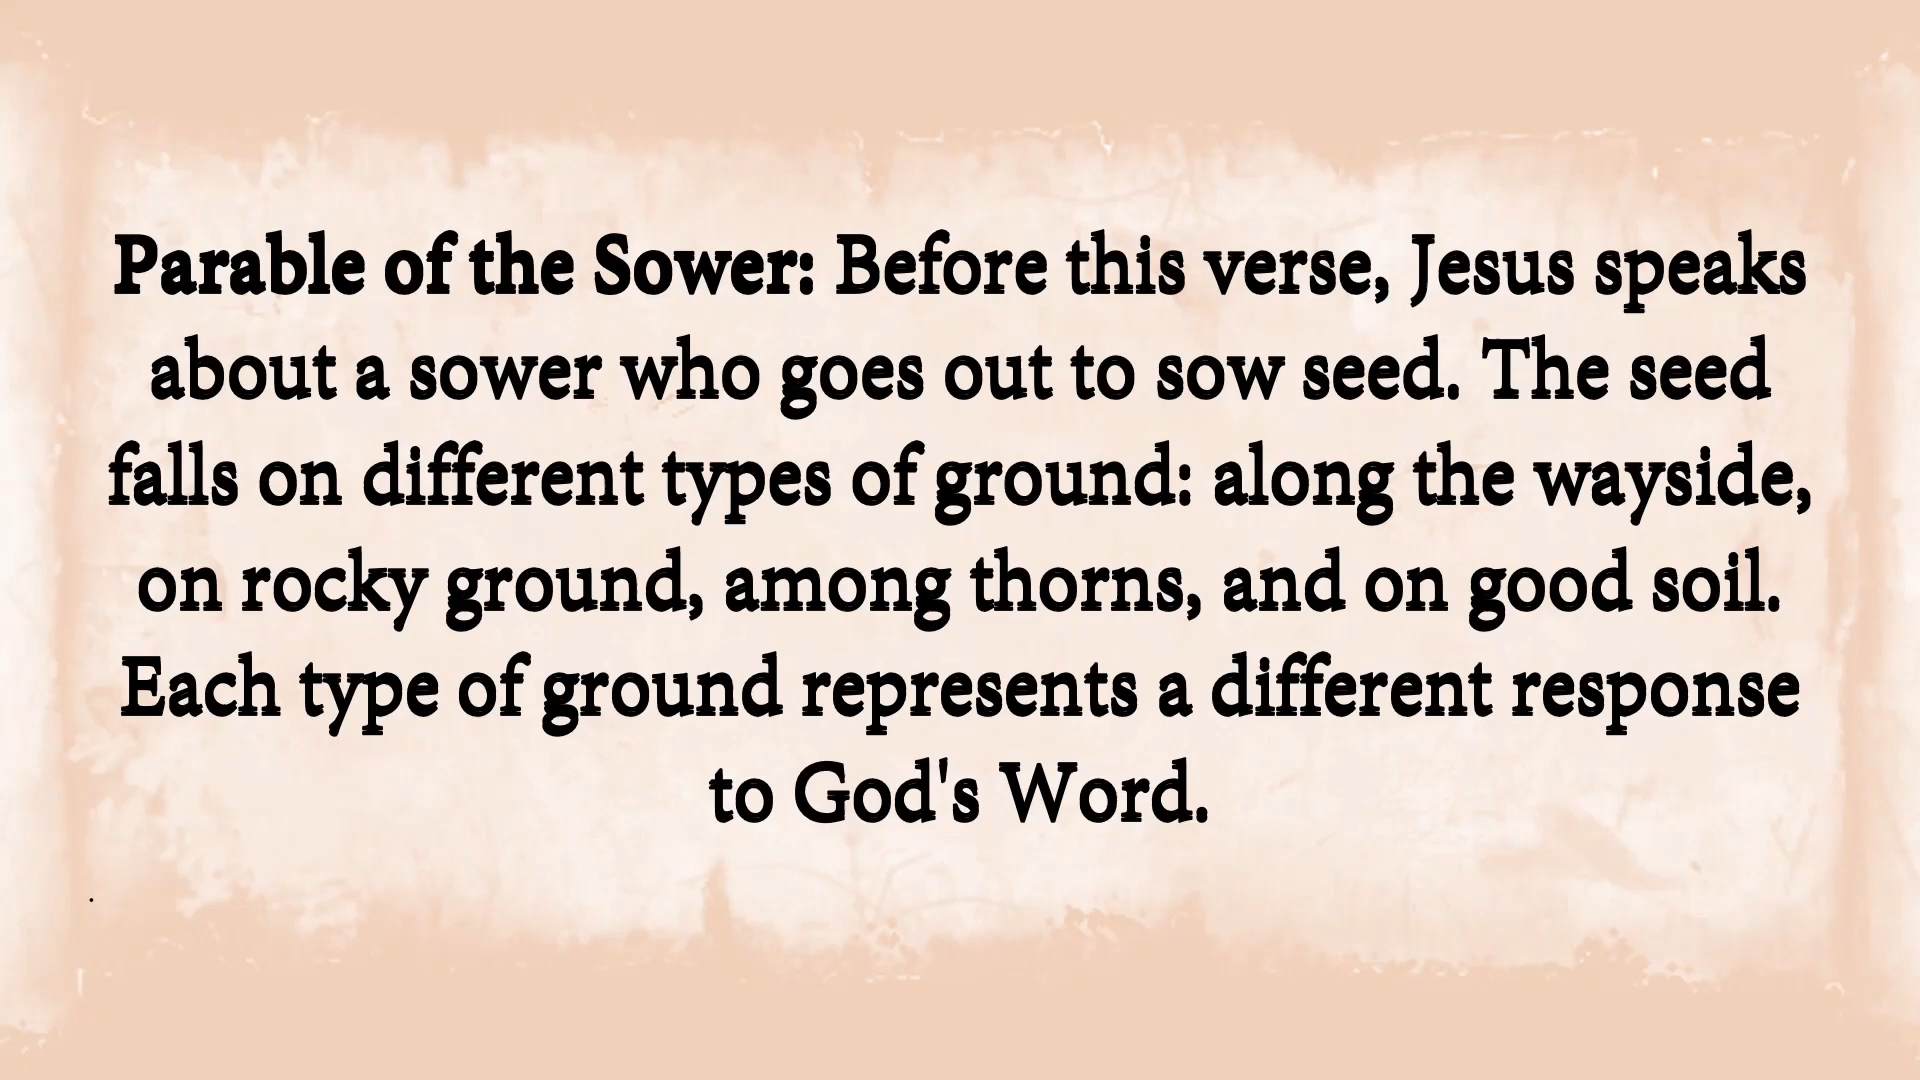 Parable of the Sower: Before this verse, Jesus speaks
about a sower who goes out to sow seed. The seed
falls on different types of ground: along the wayside,
on rocky ground, among thorns, and on good soil.
Each type of ground represents a different response
to God's Word.
.